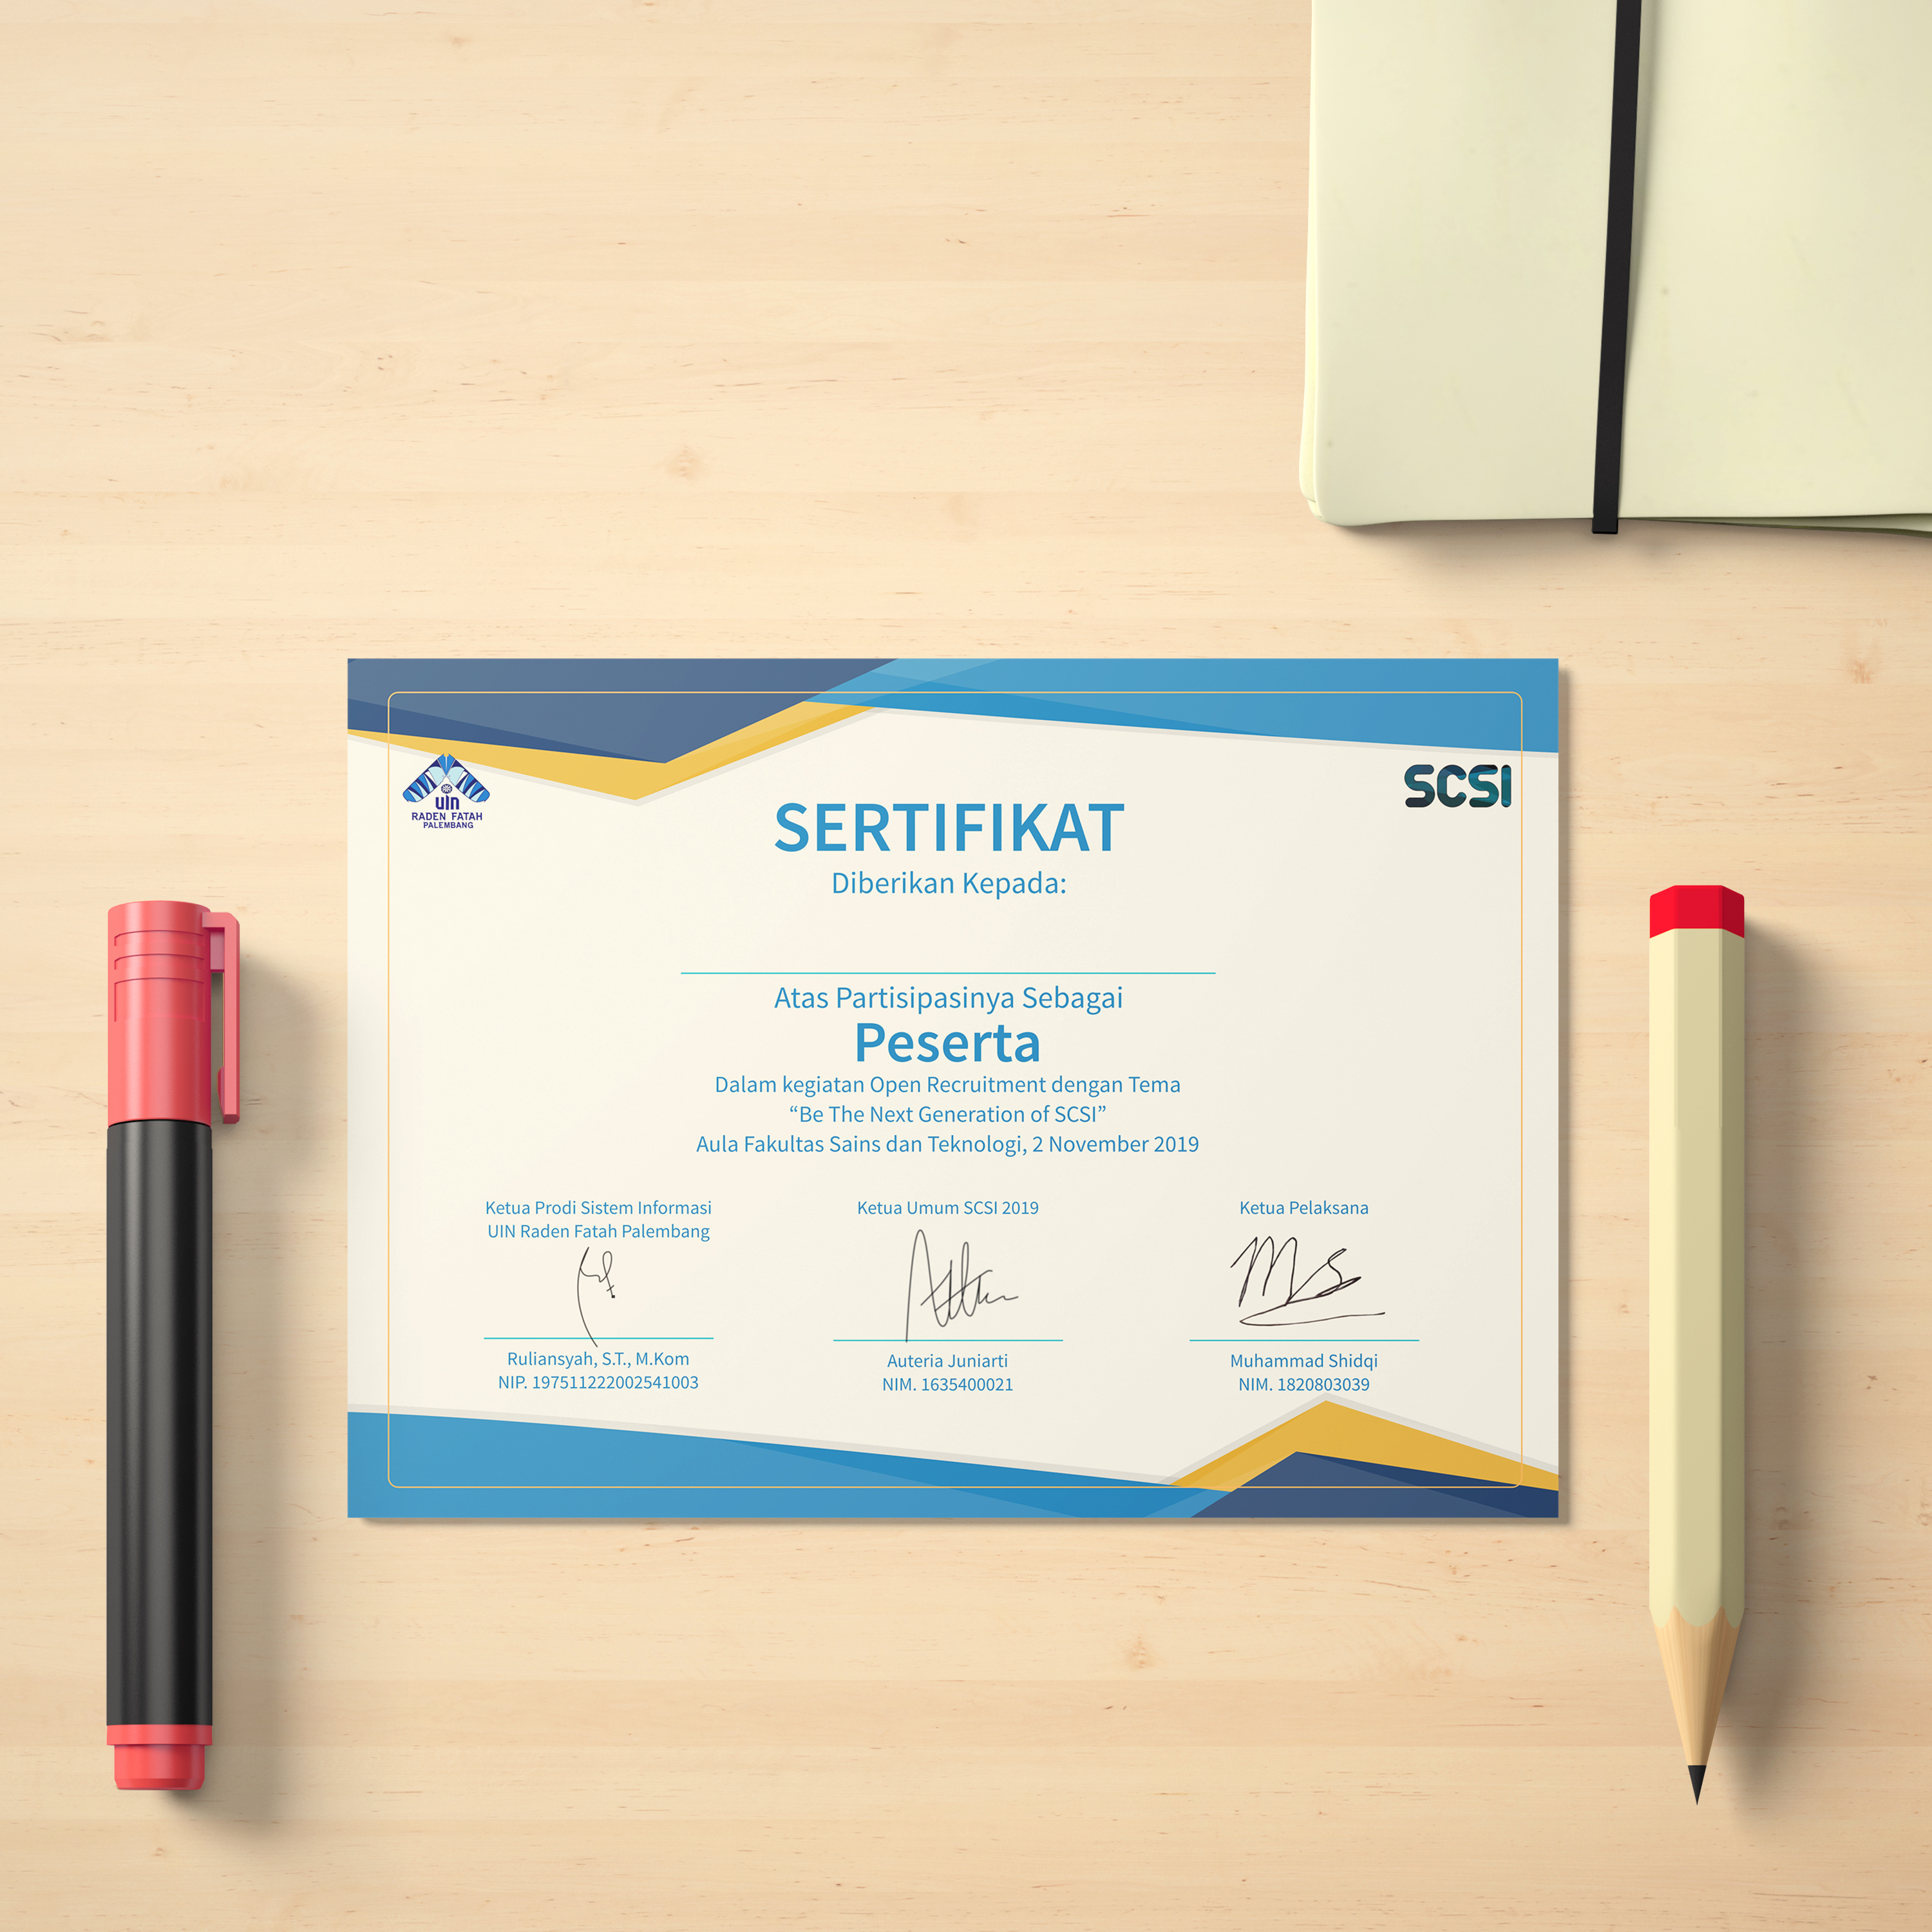 uin
RADEN FATAH
PALEMBANG
SCSI
SERTIFIKAT
Diberikan Kepada:
Atas Partisipasinya Sebagai
Peserta
Dalam kegiatan Open Recruitment dengan Tema
“Be The Next Generation of SCSI”
Aula Fakultas Sains dan Teknologi, 2 November 2019
Ketua Prodi Sistem Informasi
UIN Raden Fatah Palembang
Ruliansyah, S.T., M.Kom
NIP. 197511222002541003
Ketua Umum SCSI 2019
Auteria Juniarti
NIM. 1635400021
Ketua Pelaksana
Muhammad Shidqi
NIM. 1820803039